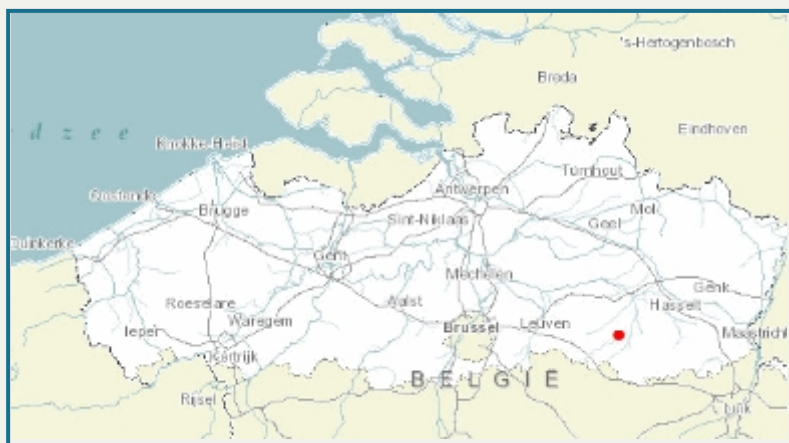 's-Hertogenbosch
Breda
d z e e
Eindhoven
Knokke-Heist
Turnhout
Antwerpen
Oostende
Brugge
Sint-Niklaas
Geel
Mol
Duinkerke
Gent
Mechelen
Genk
Roeselare
Aalst
Hasselt
Ieper
Waregem
Brussel
Leuven
Maastricht
Kortrijk
BELGIË
Rijsel
Luik